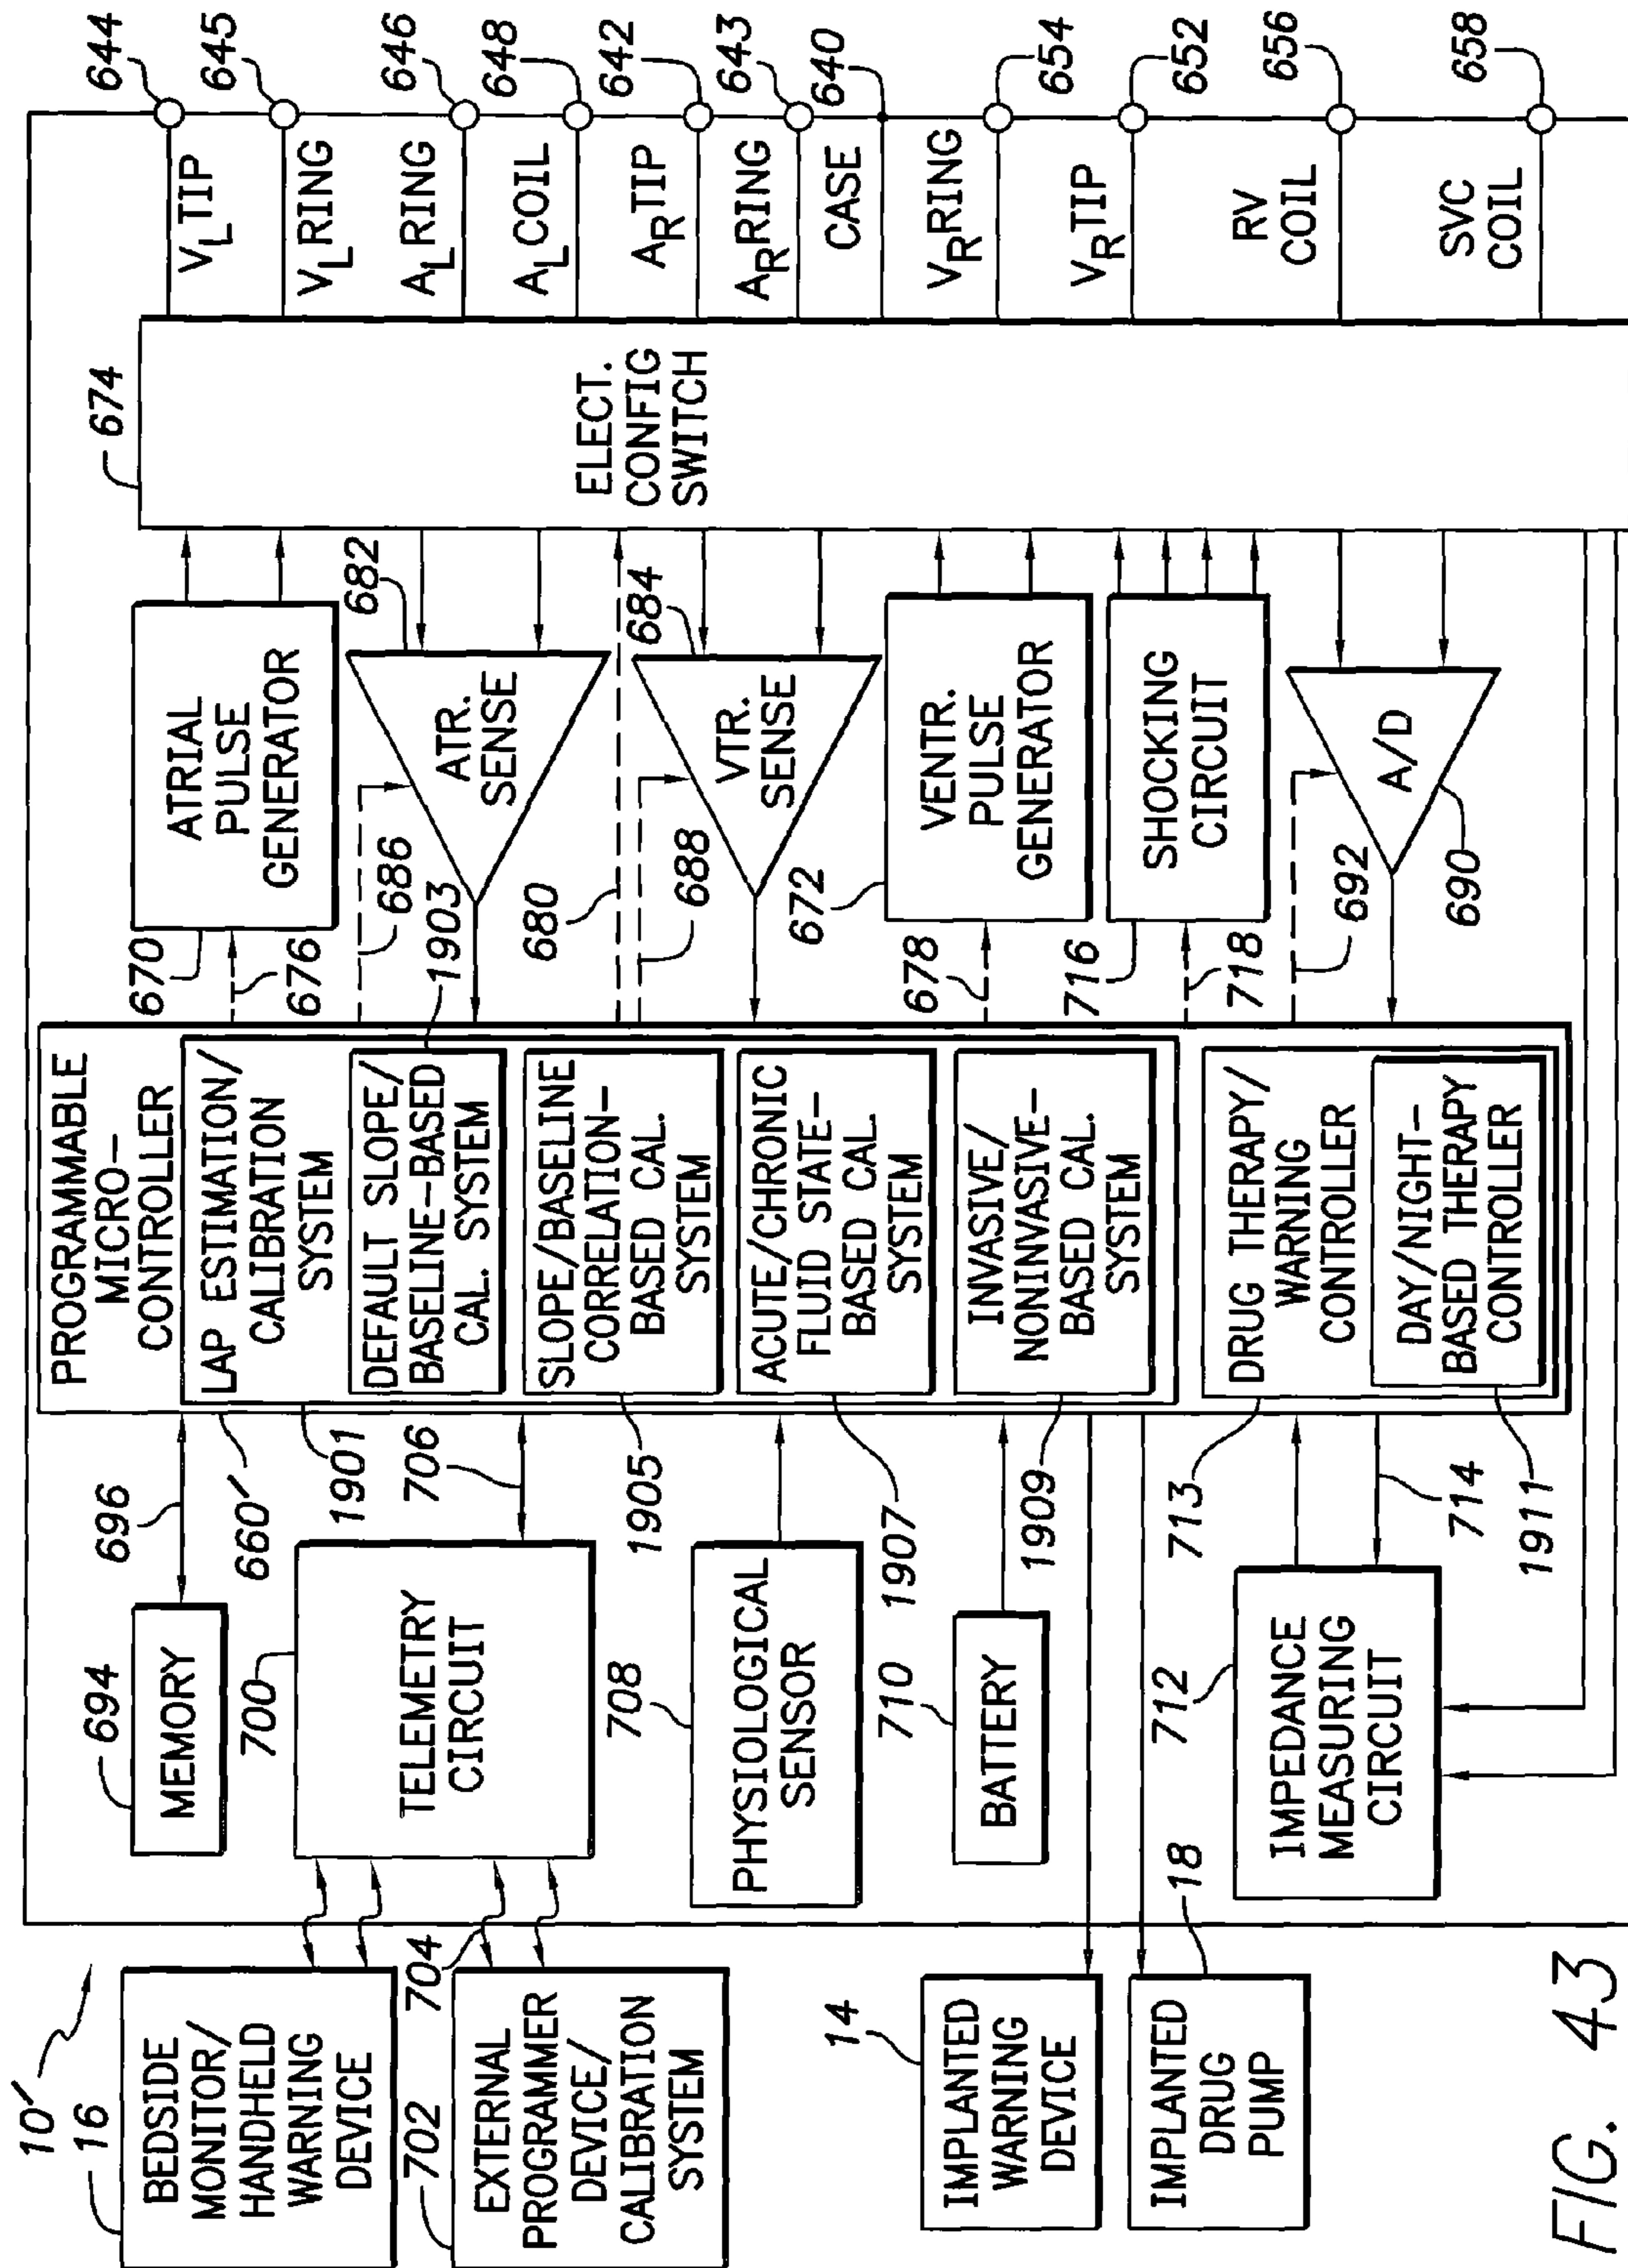 10'
16
BEDSIDE
MONITOR/
HANDHELD
WARNING
DEVICE
702
EXTERNAL
PROGRAMMER
DEVICE/
CALIBRATION
SYSTEM
704
14
IMPLANTED
WARNING
DEVICE
18
IMPLANTED
DRUG
PUMP
694
MEMORY
696
700
TELEMETRY
CIRCUIT
706
708
PHYSIOLOGICAL
SENSOR
710
BATTERY
712
IMPEDANCE
MEASURING
CIRCUIT
714
660'
PROGRAMMABLE
MICRO-
CONTROLLER
1901
LAP ESTIMATION/
CALIBRATION
SYSTEM
1903
DEFAULT SLOPE/
BASELINE-BASED
CAL. SYSTEM
1905
SLOPE/BASELINE
CORRELATION-
BASED CAL.
SYSTEM
1907
ACUTE/CHRONIC
FLUID STATE-
BASED CAL.
SYSTEM
1909
INVASIVE/
NONINVASIVE-
BASED CAL.
SYSTEM
713
DRUG THERAPY/
WARNING
CONTROLLER
1911
DAY/NIGHT-
BASED THERAPY
CONTROLLER
670
676
ATRIAL
PULSE
GENERATOR
686
682
ATR.
SENSE
680
688
684
VTR.
SENSE
672
678
VENTR.
PULSE
GENERATOR
716
718
SHOCKING
CIRCUIT
692
A/D
690
674
ELECT.
CONFIG
SWITCH
VLTIP
644
VLRING
645
ALRING
646
ALCOIL
648
ARTIP
642
ARRING
643
CASE
640
VRRING
654
VRTIP
652
RV
COIL
656
SVC
COIL
658
FIG. 43